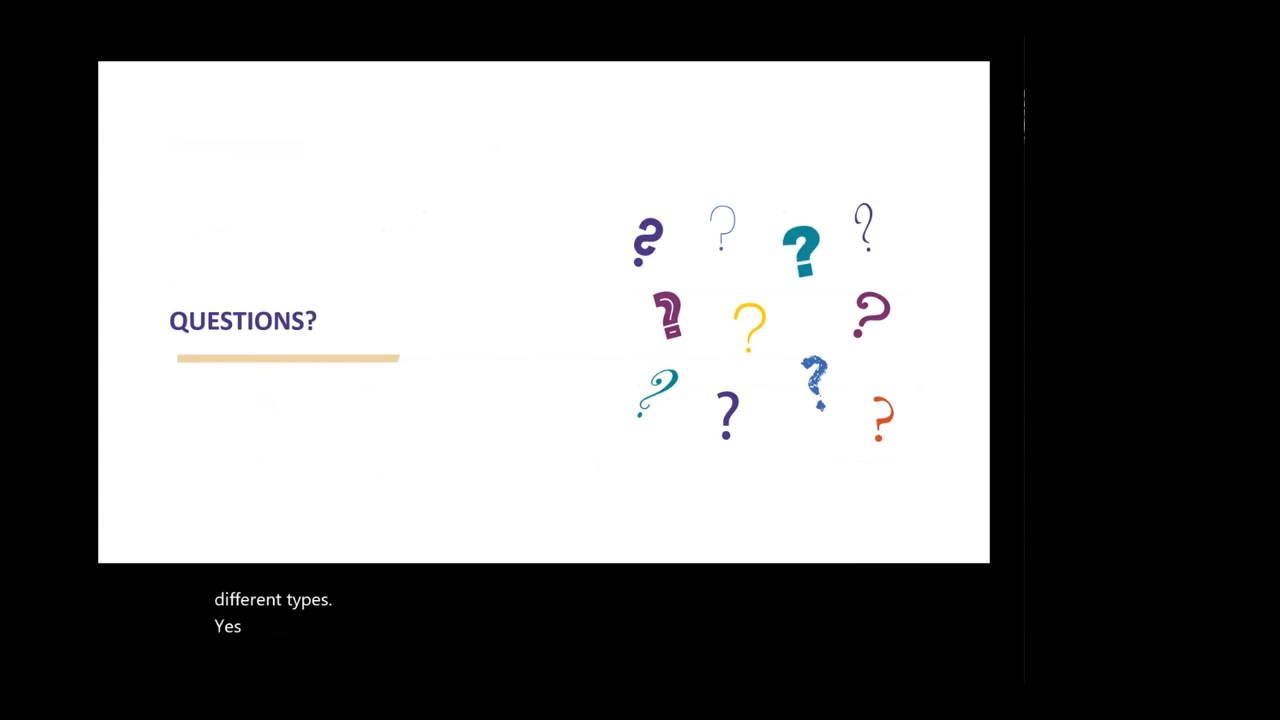 ? ? ? ?
QUESTIONS?
? ? ?
? ? ? ?
different types.
Yes